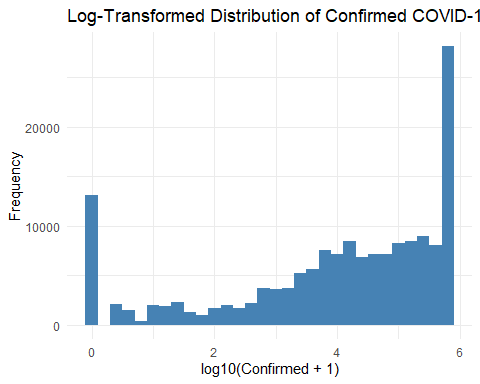 Log-Transformed Distribution of Confirmed COVID-1
Frequency
20000
10000
0
0 2 4 6
log10(Confirmed + 1)